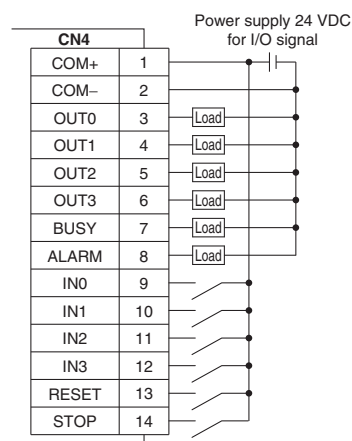 Power supply 24 VDC
for I/O signal
CN4
COM+ 1
COM− 2
OUT0 3 Load
OUT1 4 Load
OUT2 5 Load
OUT3 6 Load
BUSY 7 Load
ALARM 8 Load
IN0 9
IN1 10
IN2 11
IN3 12
RESET 13
STOP 14